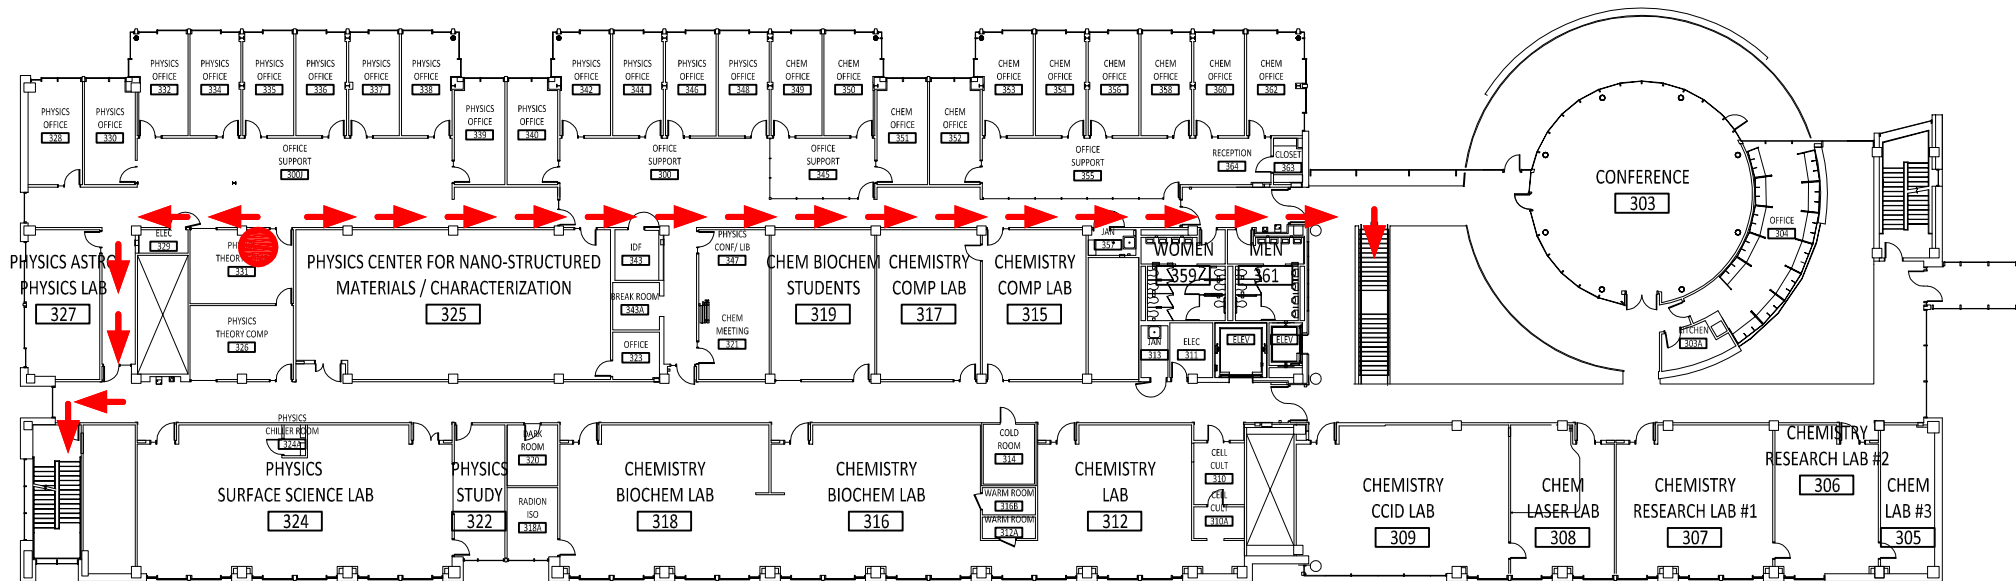 PHYSICS
OFFICE
332
PHYSICS
OFFICE
334
PHYSICS
OFFICE
335
PHYSICS
OFFICE
336
PHYSICS
OFFICE
337
PHYSICS
OFFICE
338
PHYSICS
OFFICE
342
PHYSICS
OFFICE
344
PHYSICS
OFFICE
346
PHYSICS
OFFICE
348
CHEM
OFFICE
349
CHEM
OFFICE
350
CHEM
OFFICE
353
CHEM
OFFICE
354
CHEM
OFFICE
356
CHEM
OFFICE
358
CHEM
OFFICE
360
CHEM
OFFICE
362
PHYSICS
OFFICE
328
PHYSICS
OFFICE
330
PHYSICS
OFFICE
339
PHYSICS
OFFICE
340
CHEM
OFFICE
351
CHEM
OFFICE
352
OFFICE
SUPPORT
300J
OFFICE
SUPPORT
300
OFFICE
SUPPORT
345
OFFICE
SUPPORT
355
RECEPTION
364
CLOSET
363
CONFERENCE
303
OFFICE
304
KITCHEN
303A
PHYSICS ASTRO
PHYSICS LAB
327
ELEC
329
THEORY
331
PHYSICS
THEORY COMP
326
PHYSICS CENTER FOR NANO-STRUCTURED
MATERIALS / CHARACTERIZATION
325
IDF
343
BREAK ROOM
343A
OFFICE
323
PHYSICS
CONF/ LIB
347
CHEM
MEETING
321
CHEM BIOCHEM
STUDENTS
319
CHEMISTRY
COMP LAB
317
CHEMISTRY
COMP LAB
315
JAN
357
WOMEN
359
MEN
361
JAN
313
ELEC
311
ELEV
ELEV
PHYSICS
CHILLER ROOM
324A
PHYSICS
SURFACE SCIENCE LAB
324
PHYSICS
STUDY
322
DARK
ROOM
320
RADION
ISO
318A
CHEMISTRY
BIOCHEM LAB
318
CHEMISTRY
BIOCHEM LAB
316
COLD
ROOM
314
WARM ROOM
316B
WARM ROOM
312A
CHEMISTRY
LAB
312
CELL
CULT
310
CELL
CULT
310A
CHEMISTRY
CCID LAB
309
CHEM
LASER LAB
308
CHEMISTRY
RESEARCH LAB #1
307
CHEMISTRY
RESEARCH LAB #2
306
CHEM
LAB #3
305